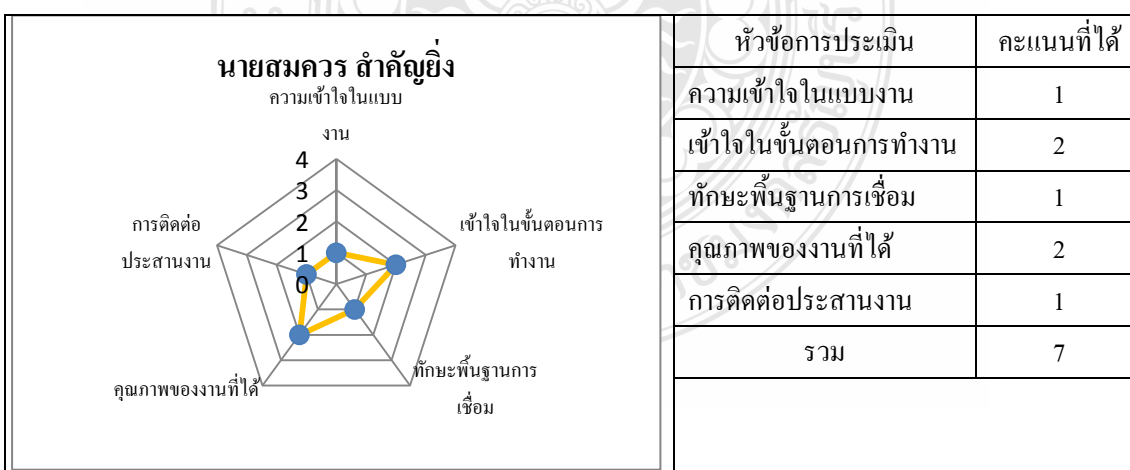 นายสมควร สำคัญยิ่ง
ความเข้าใจในแบบ
งาน
4
3
2
1
0
เข้าใจในขั้นตอนการ
ทำงาน
ทักษะพื้นฐานการ
เชื่อม
คุณภาพของงานที่ได้
การติดต่อ
ประสานงาน
หัวข้อการประเมิน คะแนนที่ได้
ความเข้าใจในแบบงาน 1
เข้าใจในขั้นตอนการทำงาน 2
ทักษะพื้นฐานการเชื่อม 1
คุณภาพของงานที่ได้ 2
การติดต่อประสานงาน 1
รวม 7